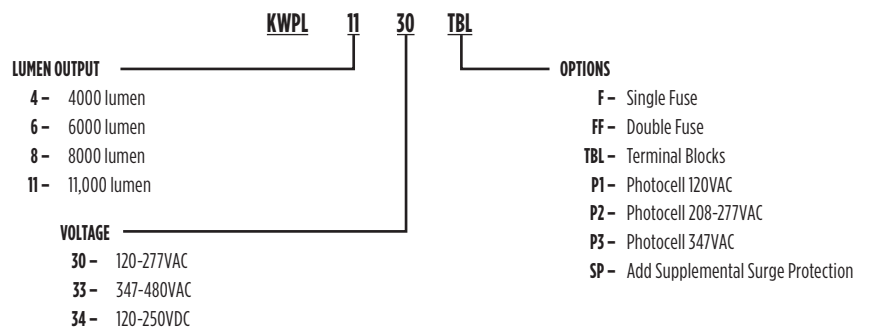 KWPL 11 30 TBL
LUMEN OUTPUT
4 – 4000 lumen
6 – 6000 lumen
8 – 8000 lumen
11 – 11,000 lumen
VOLTAGE
30 – 120-277VAC
33 – 347-480VAC
34 – 120-250VDC
OPTIONS
F – Single Fuse
FF – Double Fuse
TBL – Terminal Blocks
P1 – Photocell 120VAC
P2 – Photocell 208-277VAC
P3 – Photocell 347VAC
SP – Add Supplemental Surge Protection